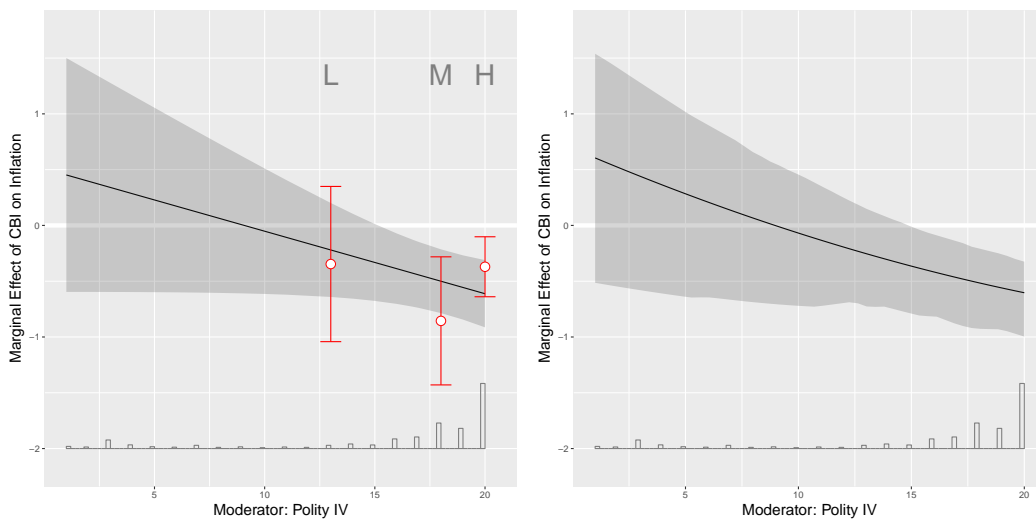 L M H
Marginal Effect of CBI on Inflation
1
0
−1
−2
5 10 15 20
Moderator: Polity IV
Marginal Effect of CBI on Inflation
1
0
−1
−2
5 10 15 20
Moderator: Polity IV